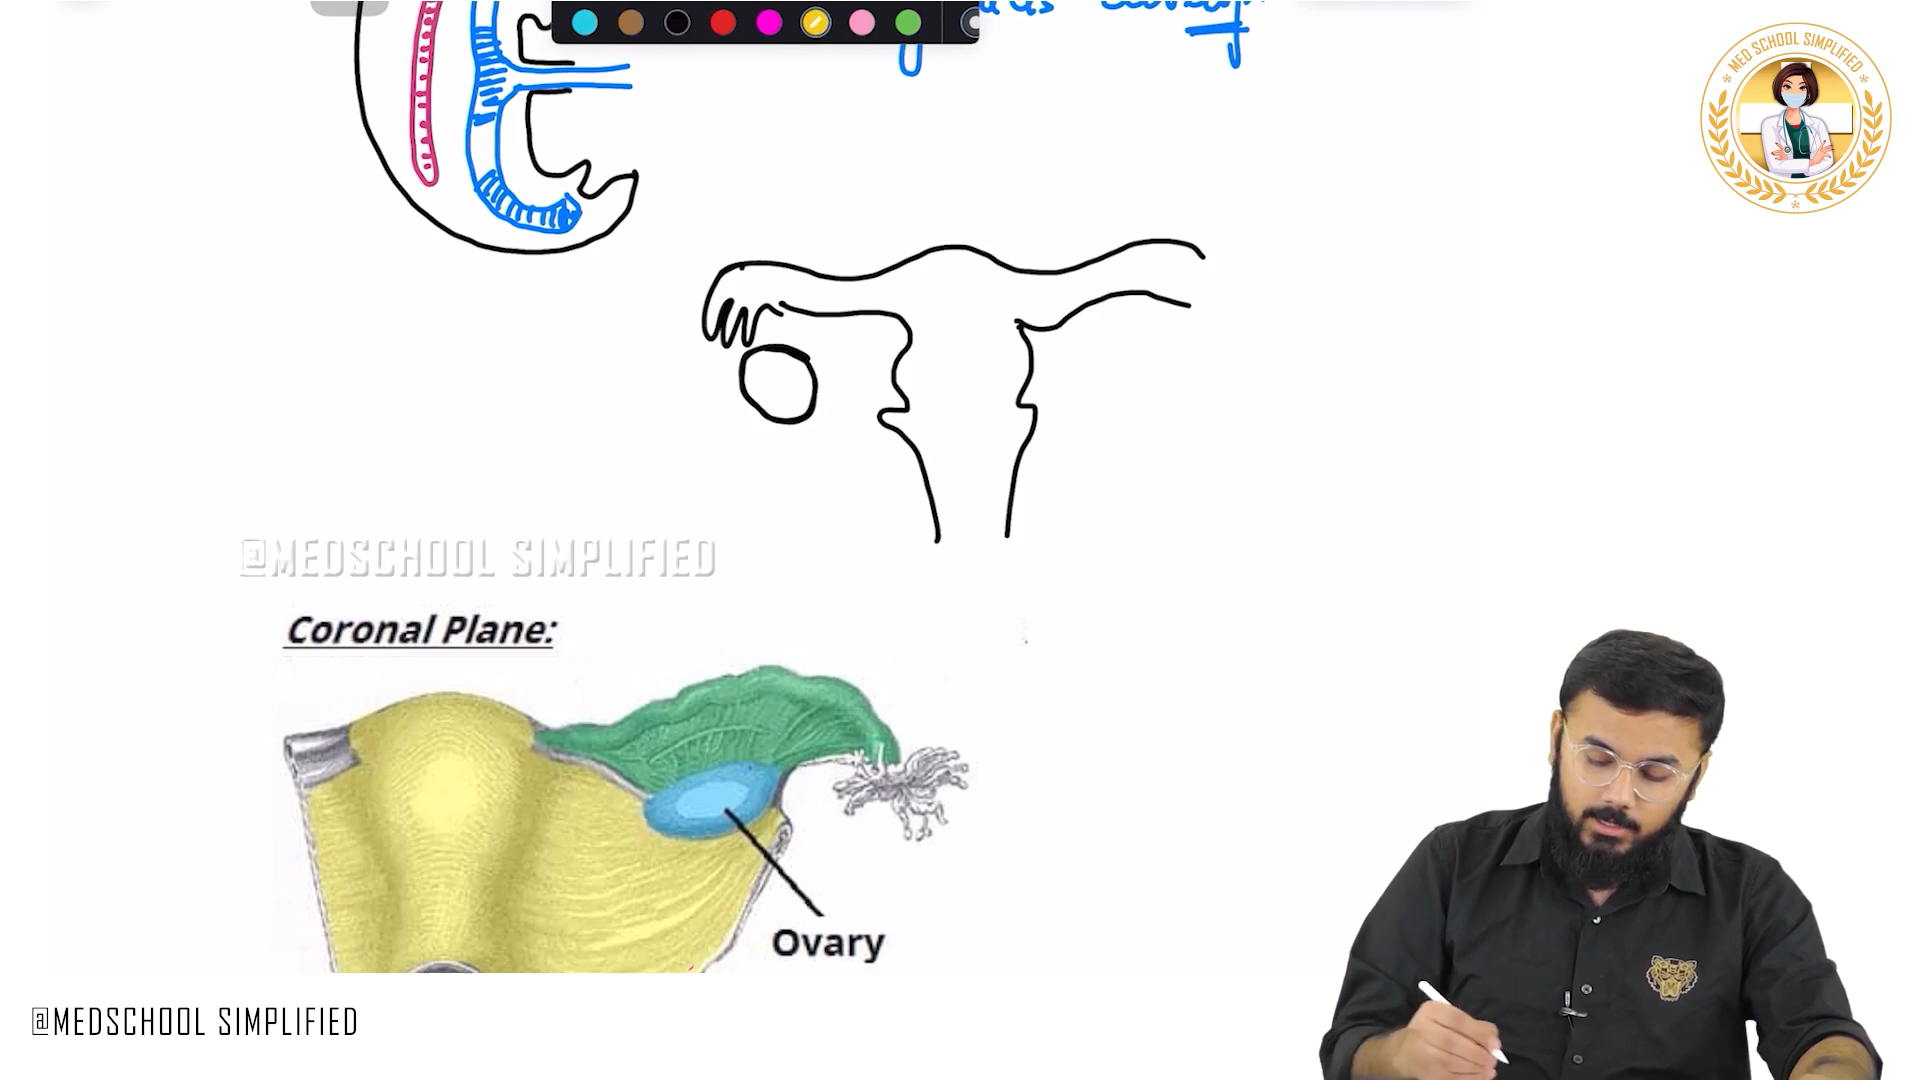 MED SCHOOL SIMPLIFIED
@MEDSCHOOL SIMPLIFIED
Coronal Plane:
Ovary
@MEDSCHOOL SIMPLIFIED